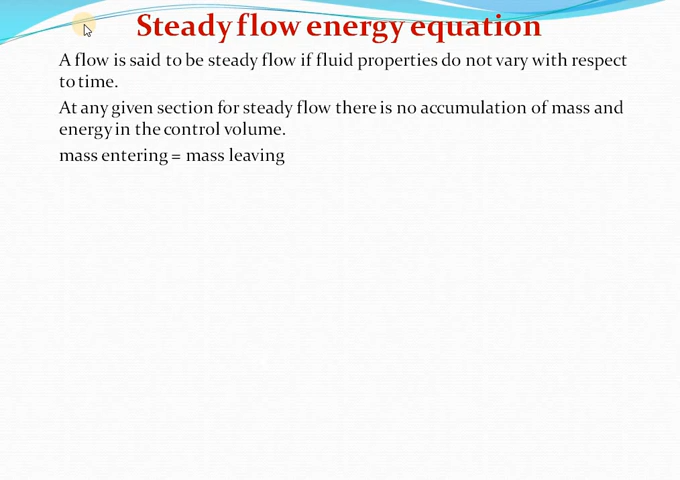 Steady flow energy equation
A flow is said to be steady flow if fluid properties do not vary with respect
to time.
At any given section for steady flow there is no accumulation of mass and
energy in the control volume.
mass entering = mass leaving